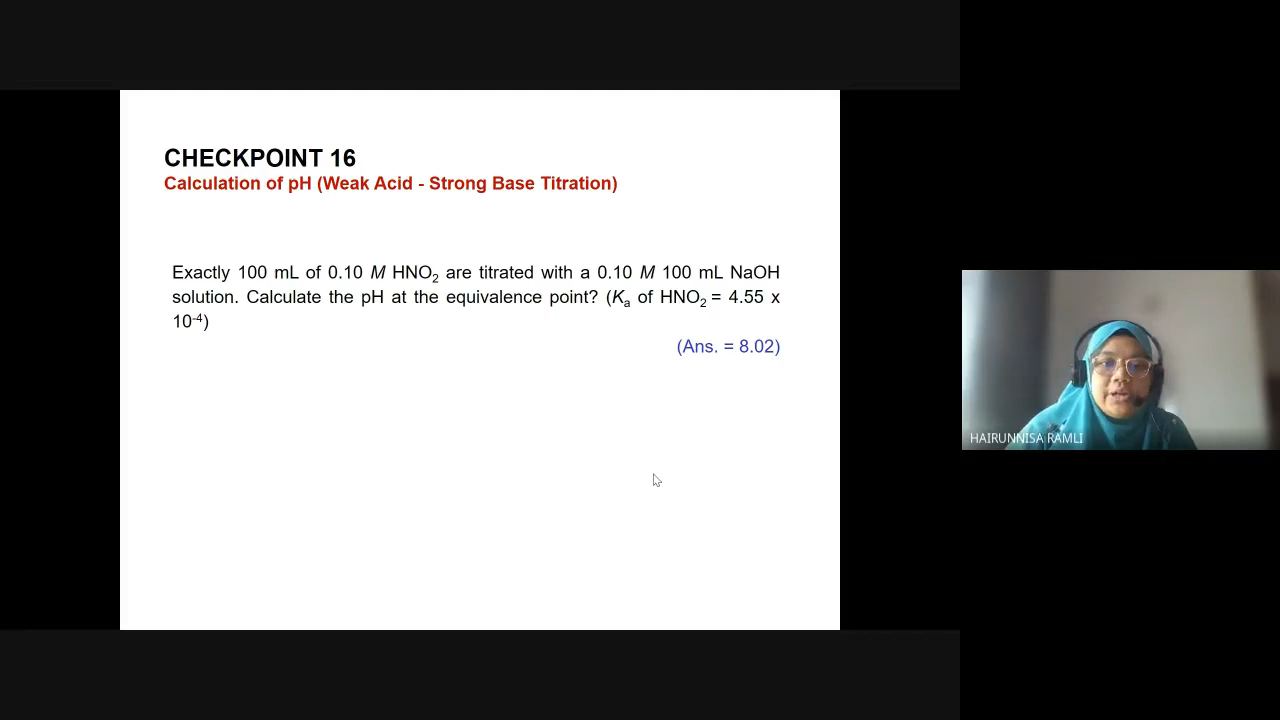 CHECKPOINT 16
Calculation of pH (Weak Acid - Strong Base Titration)
Exactly 100 mL of 0.10 M HNO₂ are titrated with a 0.10 M 100 mL NaOH
solution. Calculate the pH at the equivalence point? (Kₐ of HNO₂ = 4.55 x
10⁻⁴)
(Ans. = 8.02)
HAIRUNNISA RAMLI